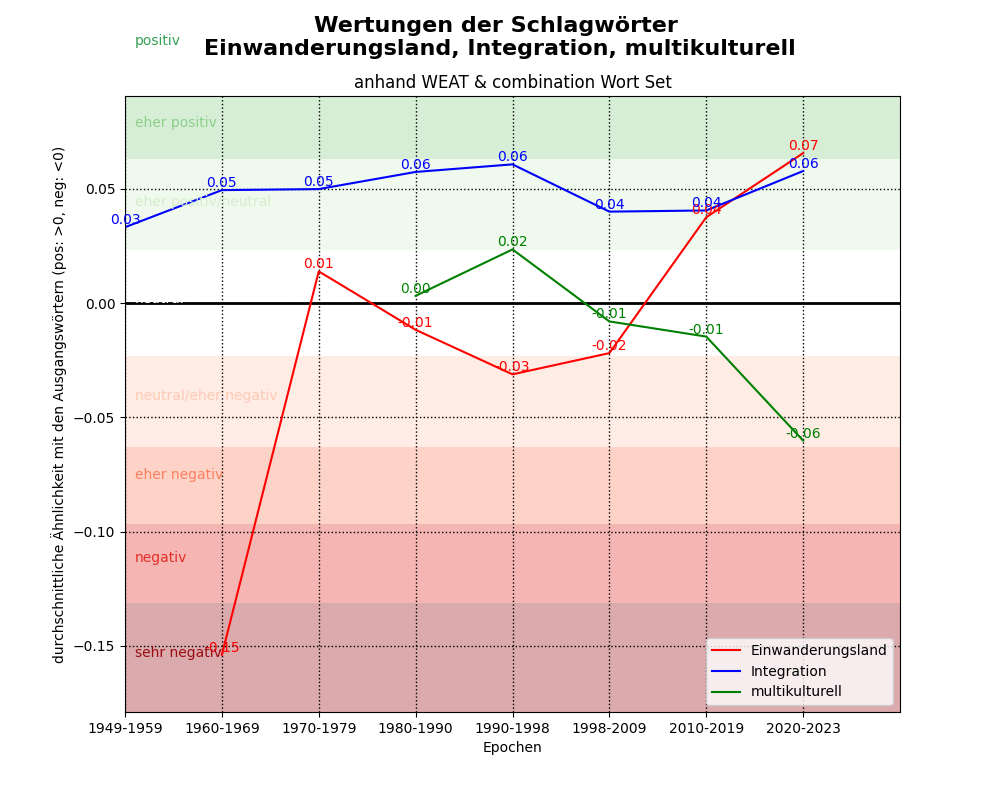 Wertungen der Schlagwörter
Einwanderungsland, Integration, multikulturell
positiv
anhand WEAT & combination Wort Set
eher positiv
eher positiv/neutral
neutral
neutral/eher negativ
eher negativ
negativ
sehr negativ
durchschnittliche Ähnlichkeit mit den Ausgangswörtern (pos: >0, neg: <0)
0.05
0.00
−0.05
−0.10
−0.15
0.03
0.05
0.05
0.06
0.06
0.04
0.04
0.06
-0.15
0.01
-0.01
-0.03
-0.02
0.04
0.07
0.00
0.02
-0.01
-0.01
-0.06
Einwanderungsland
Integration
multikulturell
1949-1959 1960-1969 1970-1979 1980-1990 1990-1998 1998-2009 2010-2019 2020-2023
Epochen